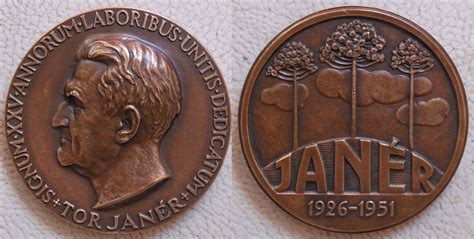 SIGNUM·XXV·ANNORUM·LABORIBUS·UNITIS·DEDICATUM
+TOR JANÉR+
JANÉR
1926-1951